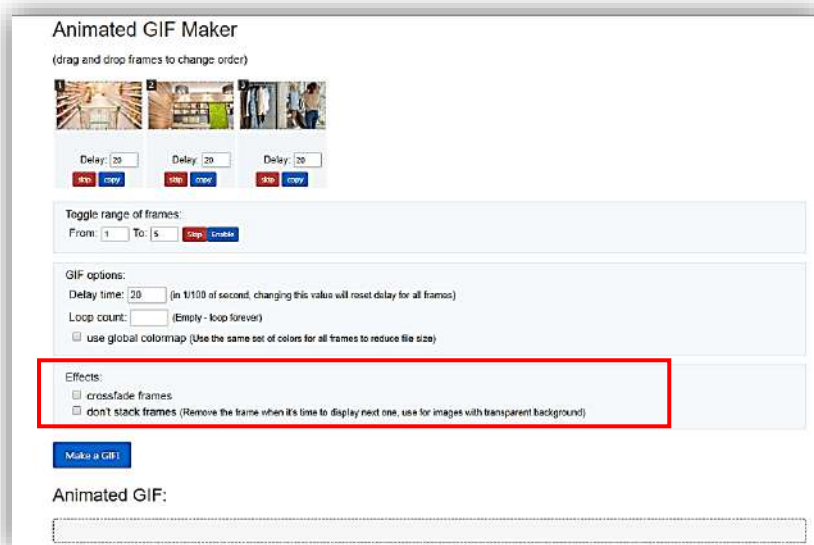 Animated GIF Maker
(drag and drop frames to change order)
1 2 3
Delay: 20 Delay: 20 Delay: 20
skip copy skip copy skip copy
Toggle range of frames:
From: 1 To: 5 Skip Enable
GIF options:
Delay time: 20 (in 1/100 of second, changing this value will reset delay for all frames)
Loop count: (Empty - loop forever)
use global colormap (Use the same set of colors for all frames to reduce file size)
Effects:
crossfade frames
don't stack frames (Remove the frame when it's time to display next one, use for images with transparent background)
Make a GIF!
Animated GIF: